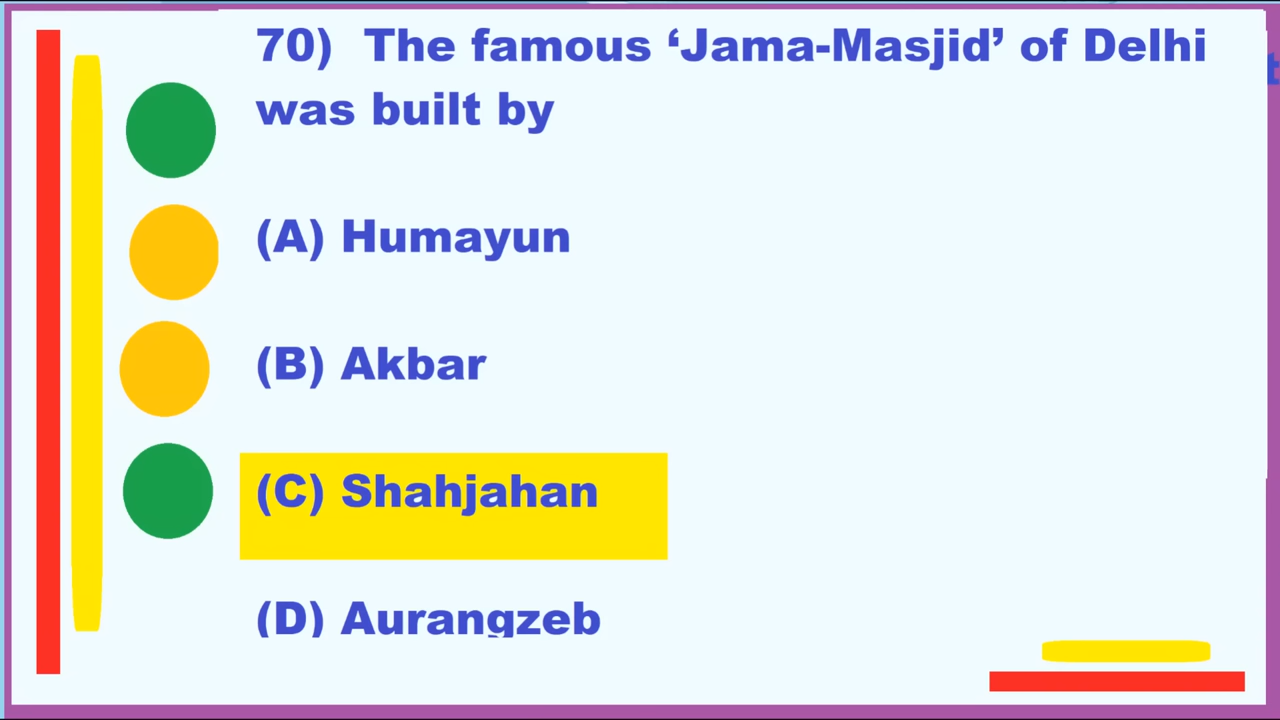 70) The famous ‘Jama-Masjid’ of Delhi
was built by
(A) Humayun
(B) Akbar
(C) Shahjahan
(D) Aurangzeb